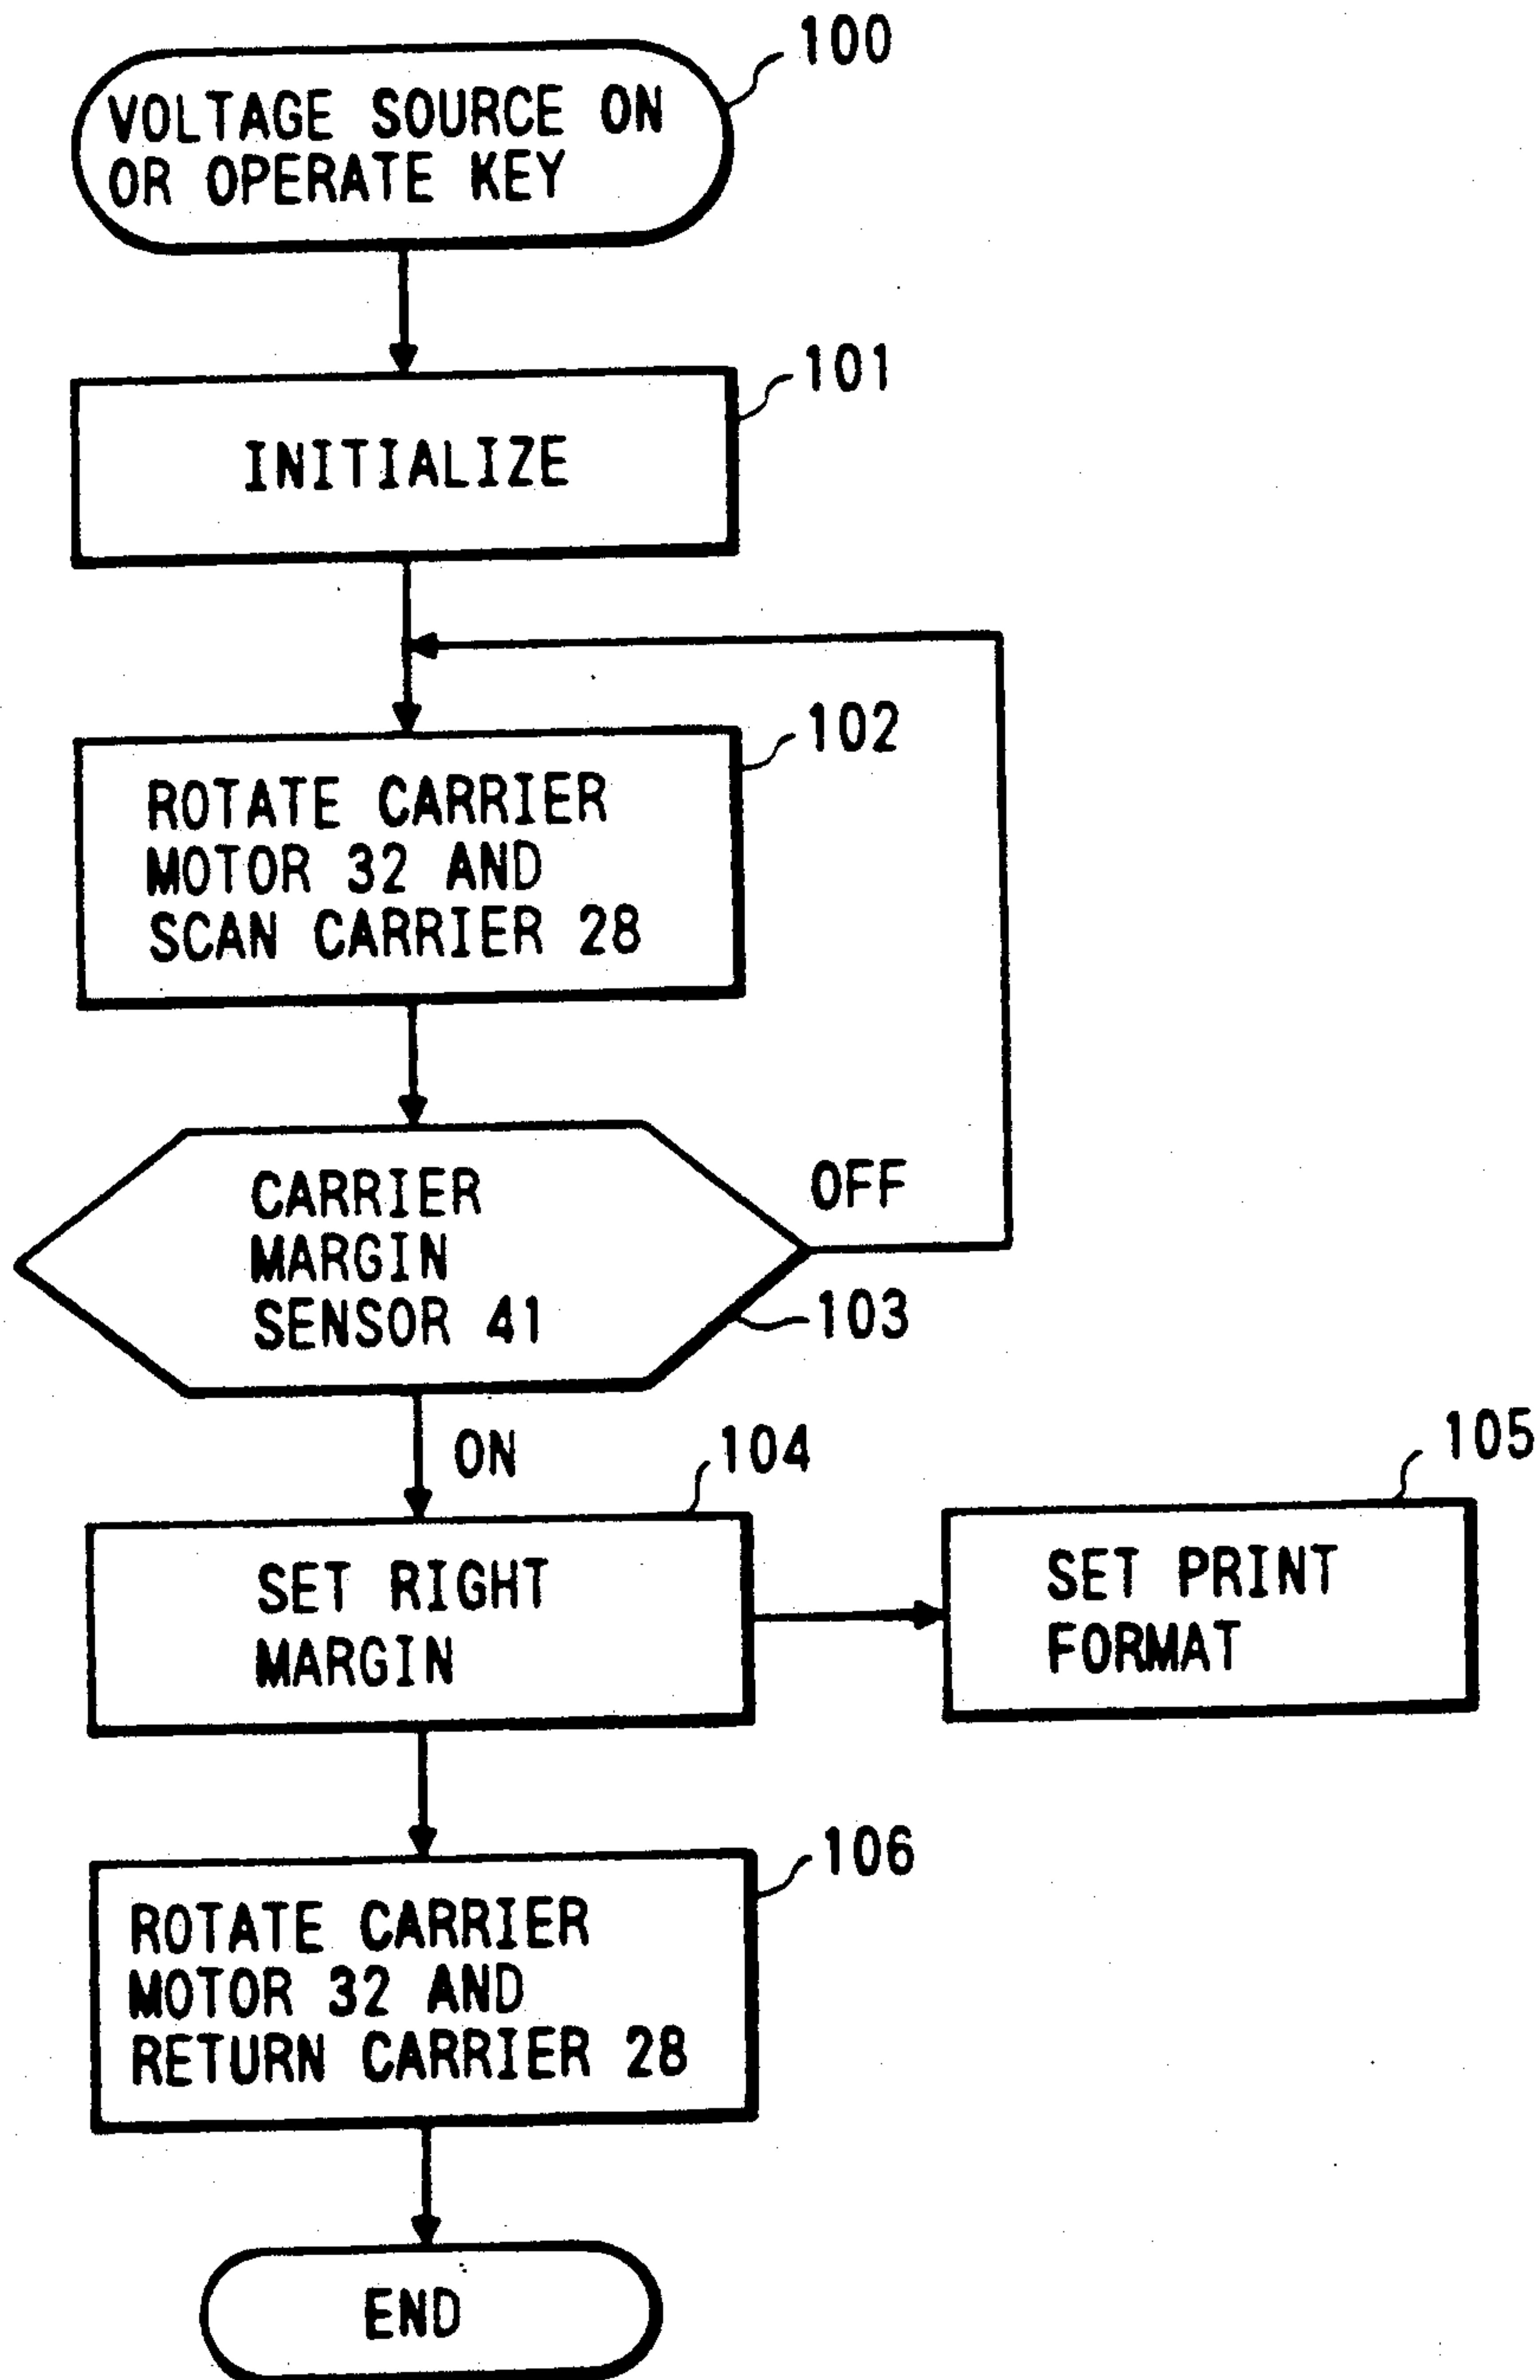 100
VOLTAGE SOURCE ON
OR OPERATE KEY
101
INITIALIZE
102
ROTATE CARRIER
MOTOR 32 AND
SCAN CARRIER 28
CARRIER
MARGIN
SENSOR 41
OFF
103
ON
104
SET RIGHT
MARGIN
105
SET PRINT
FORMAT
106
ROTATE CARRIER
MOTOR 32 AND
RETURN CARRIER 28
END